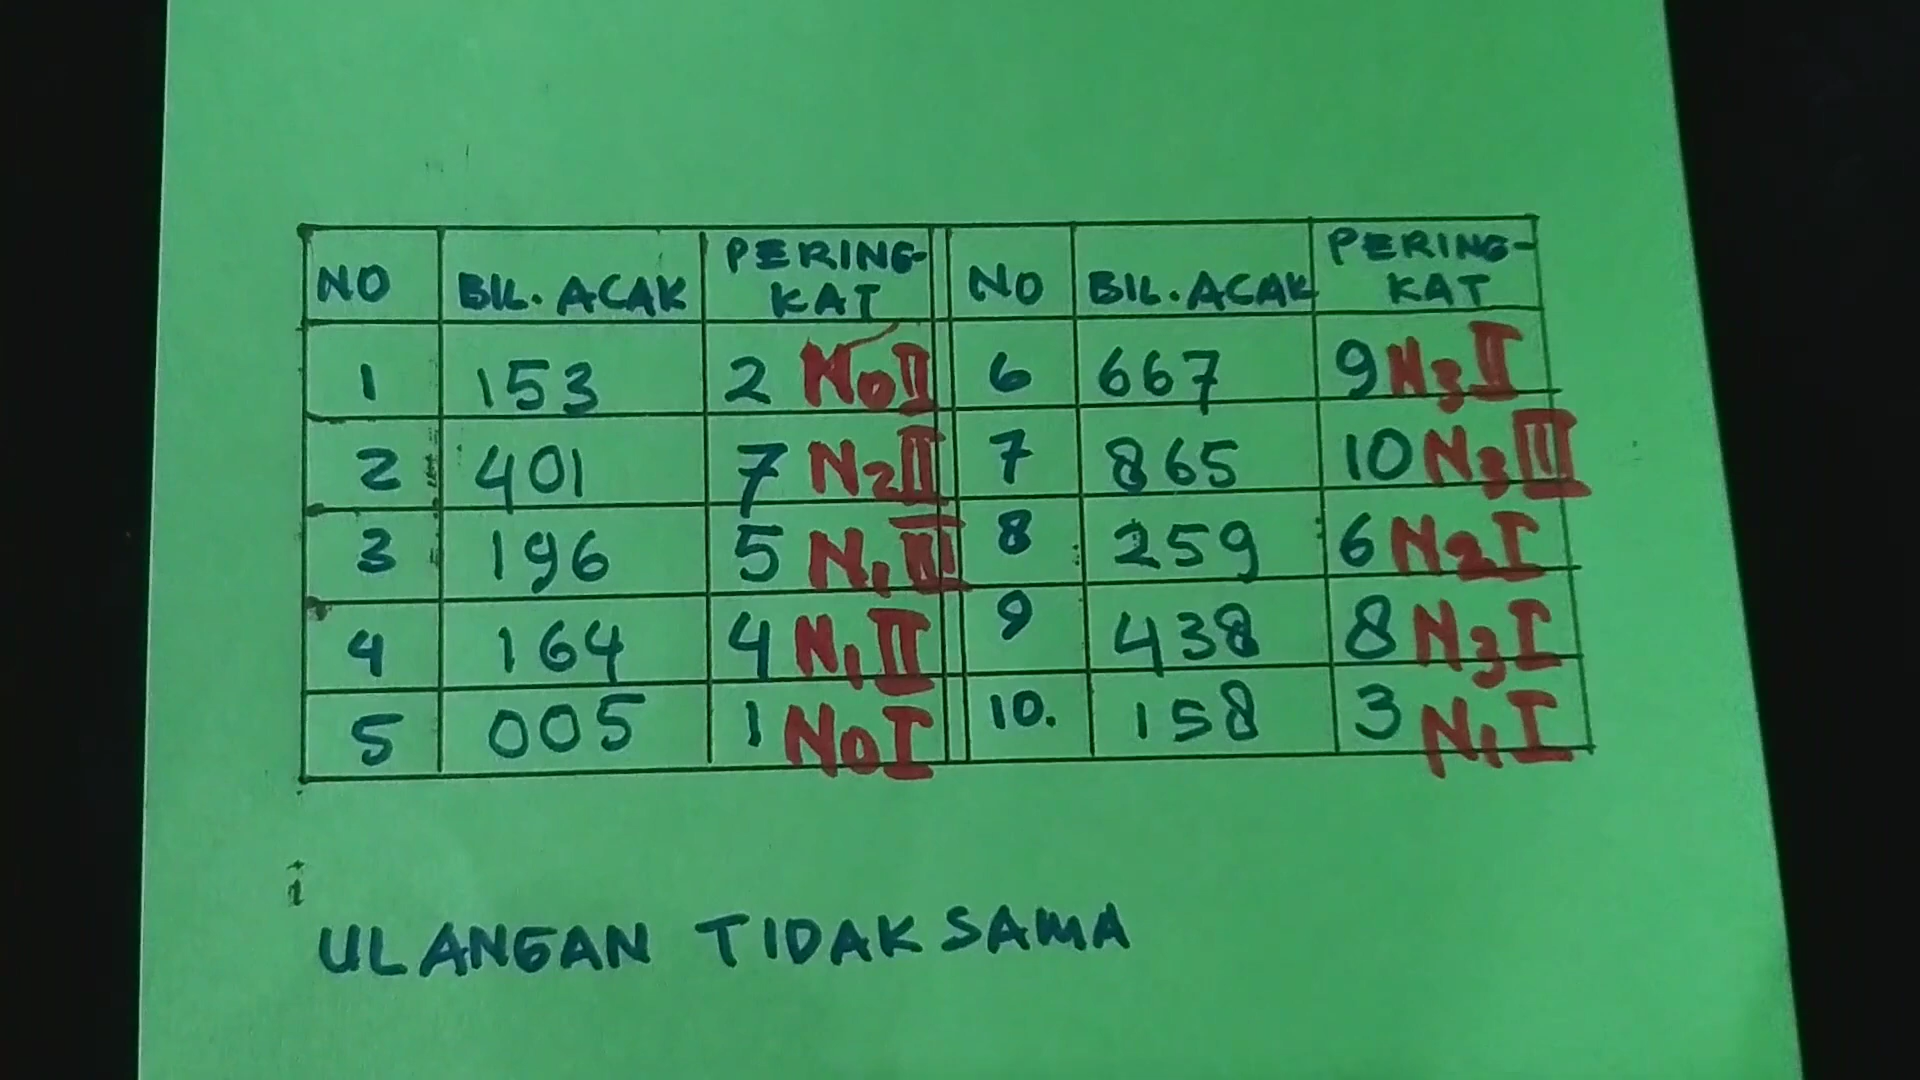 NO BIL. ACAK PERING-KAT NO BIL. ACAK PERING-KAT
1 153 2 N0II 6 667 9 N3II
2 401 7 N2II 7 865 10 N3III
3 196 5 N1III 8 259 6 N2I
4 164 4 N1II 9 438 8 N3I
5 005 1 N0I 10. 158 3 N1I
i
ULANGAN TIDAK SAMA